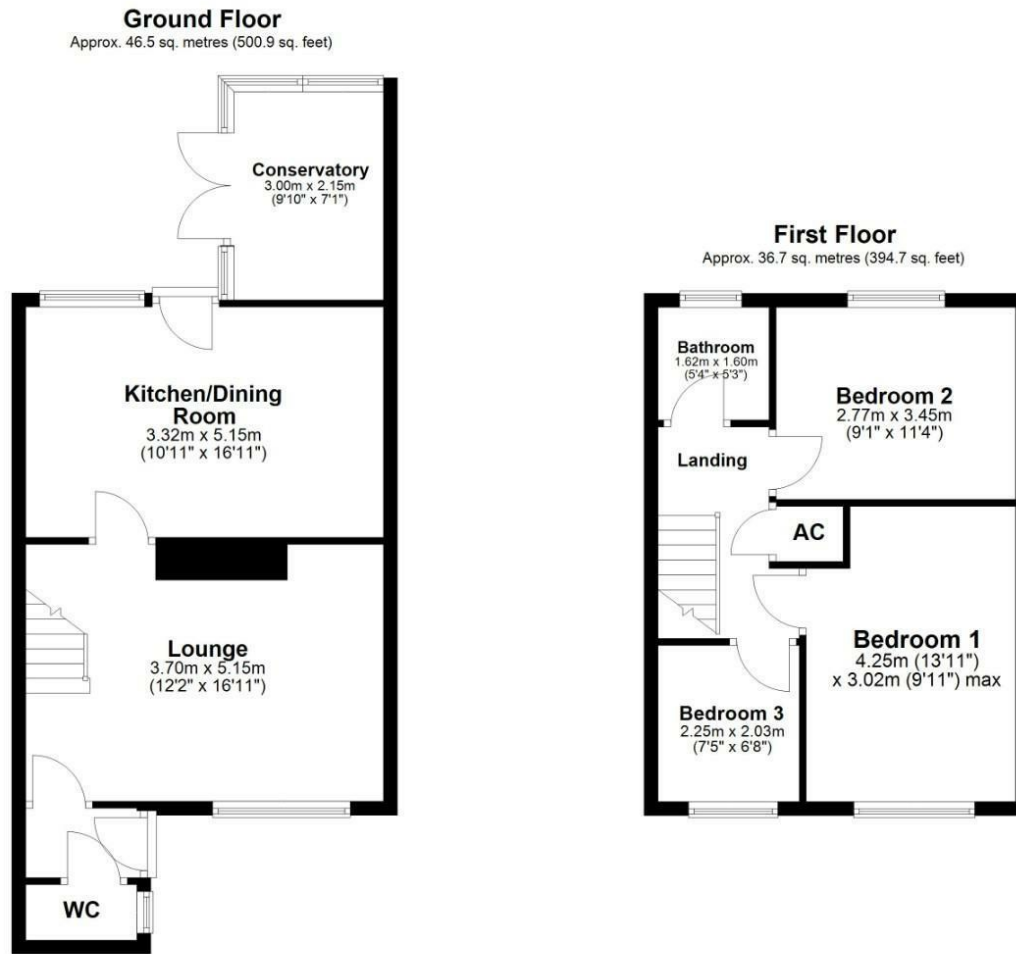 Ground Floor
Approx. 46.5 sq. metres (500.9 sq. feet)
Conservatory
3.00m x 2.15m
(9'10" x 7'1")
Kitchen/Dining
Room
3.32m x 5.15m
(10'11" x 16'11")
Lounge
3.70m x 5.15m
(12'2" x 16'11")
WC
First Floor
Approx. 36.7 sq. metres (394.7 sq. feet)
Bathroom
1.62m x 1.60m
(5'4" x 5'3")
Bedroom 2
2.77m x 3.45m
(9'1" x 11'4")
Landing
AC
Bedroom 1
4.25m (13'11")
x 3.02m (9'11") max
Bedroom 3
2.25m x 2.03m
(7'5" x 6'8")